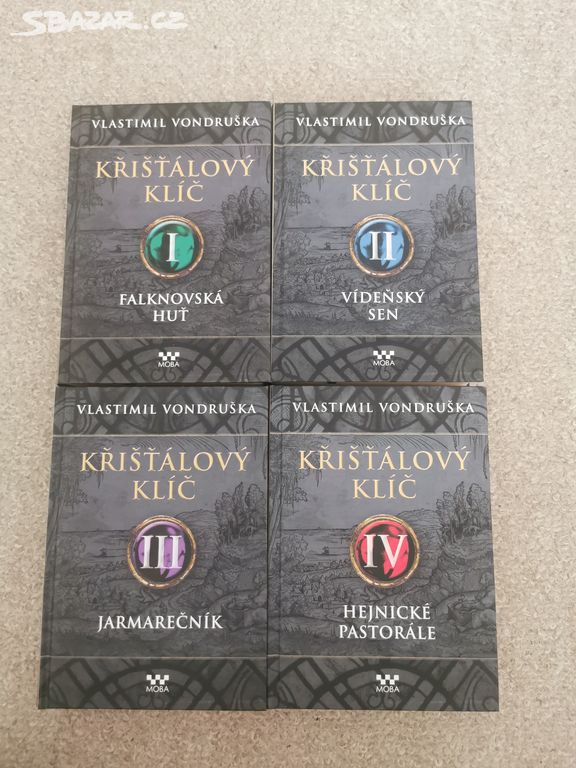 SBAZAR.CZ
VLASTIMIL VONDRUŠKA
KŘIŠŤÁLOVÝ
KLÍČ
I
FALKNOVSKÁ
HUŤ
MOBA
VLASTIMIL VONDRUŠKA
KŘIŠŤÁLOVÝ
KLÍČ
II
VÍDEŇSKÝ
SEN
MOBA
VLASTIMIL VONDRUŠKA
KŘIŠŤÁLOVÝ
KLÍČ
III
JARMAREČNÍK
MOBA
VLASTIMIL VONDRUŠKA
KŘIŠŤÁLOVÝ
KLÍČ
IV
HEJNICKÉ
PASTORÁLE
MOBA